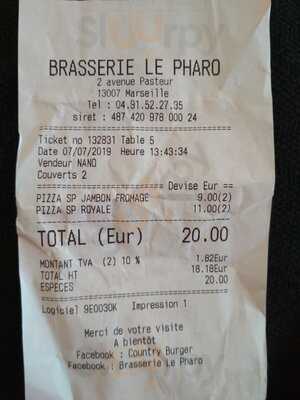 BRASSERIE LE PHARO
2 avenue Pasteur
13007 Marseille
Tel : 04.91.52.27.35
siret : 487 420 978 000 24
Ticket no 132831 Table 5
Date 07/07/2019 Heure 13:43:34
Vendeur NANO
Couverts 2
Devise Eur ==
PIZZA SP JAMBON FROMAGE 9.00(2)
PIZZA SP ROYALE 11.00(2)
TOTAL (Eur) 20.00
MONTANT TVA (2) 10 % 1.82Eur
TOTAL HT 18.18Eur
ESPECES 20.00
Logiciel 9E0030K Impression 1
Merci de votre visite
A bientôt
Facebook : Country Burger
Facebook : Brasserie Le Pharo